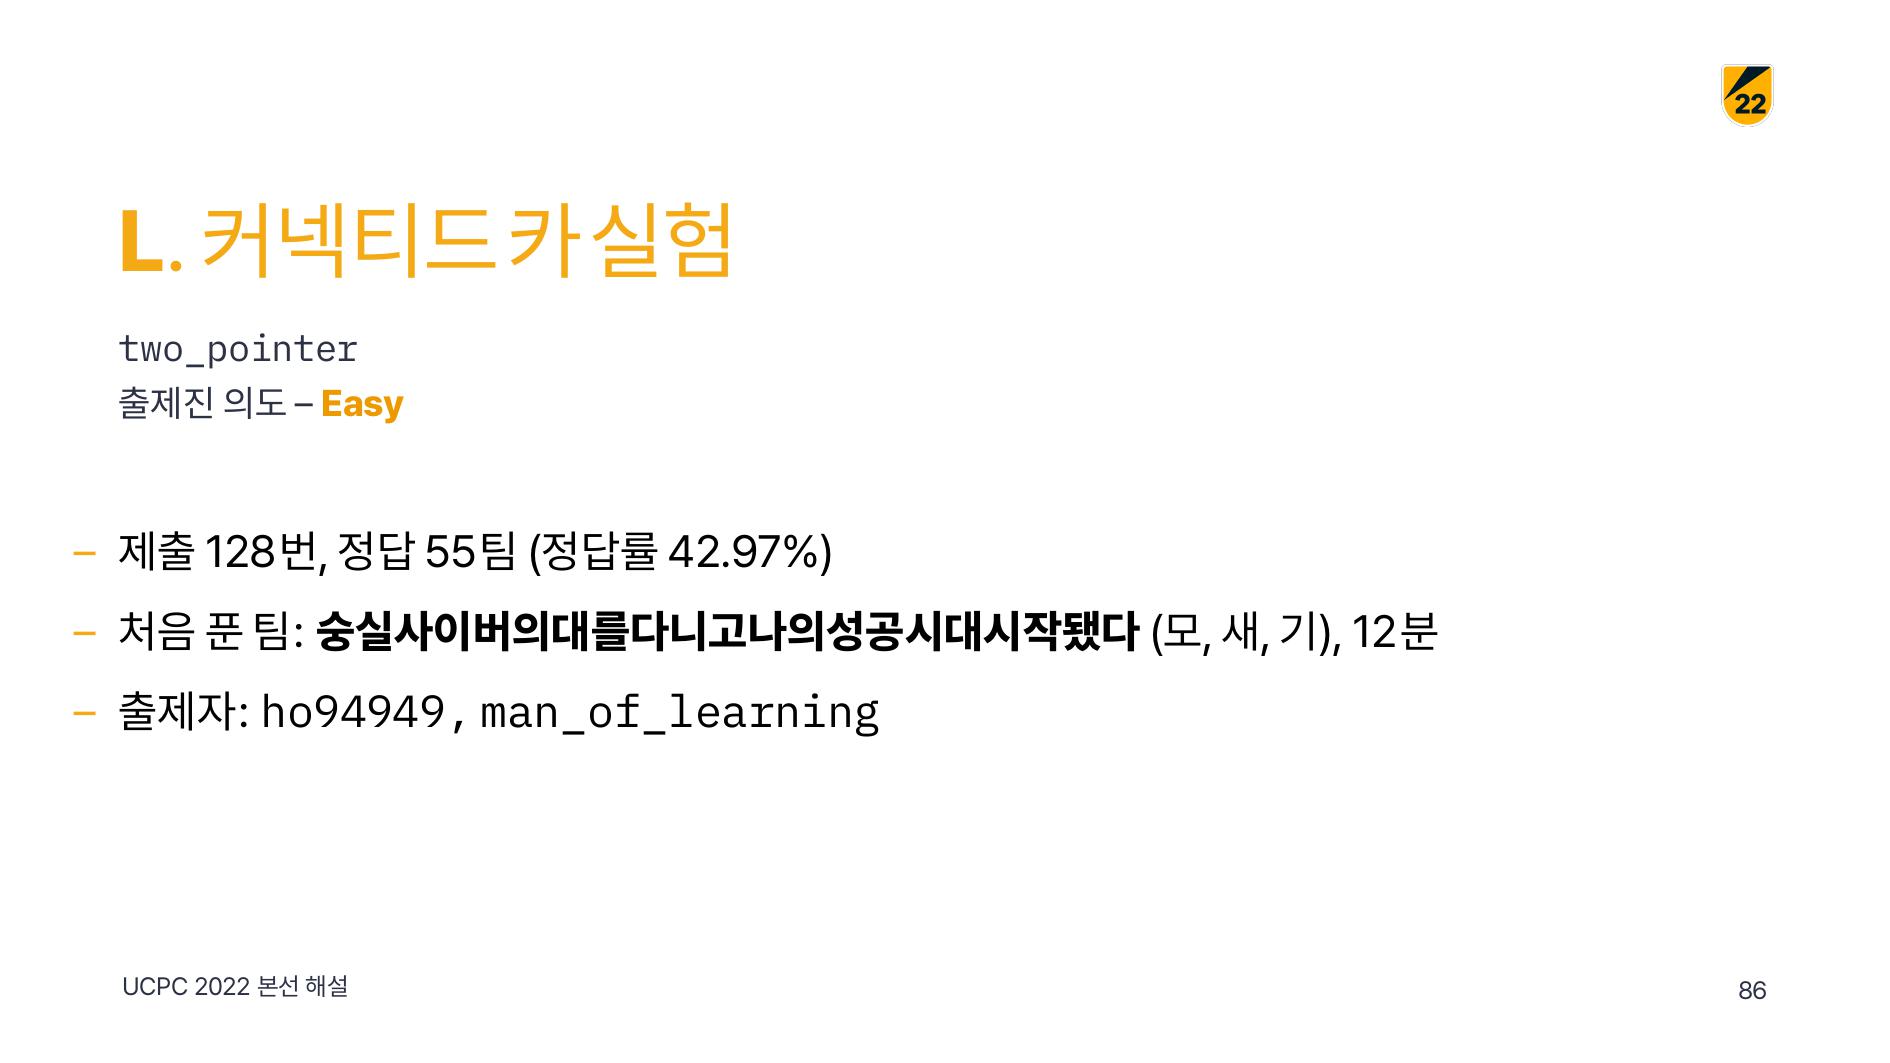 22
L. 커넥티드 카 실험
two_pointer
출제진 의도 – Easy
– 제출 128번, 정답 55팀 (정답률 42.97%)
– 처음 푼 팀: 숭실사이버의대를다니고나의성공시대시작됐다 (모, 새, 기), 12분
– 출제자: ho94949, man_of_learning
UCPC 2022 본선 해설
86